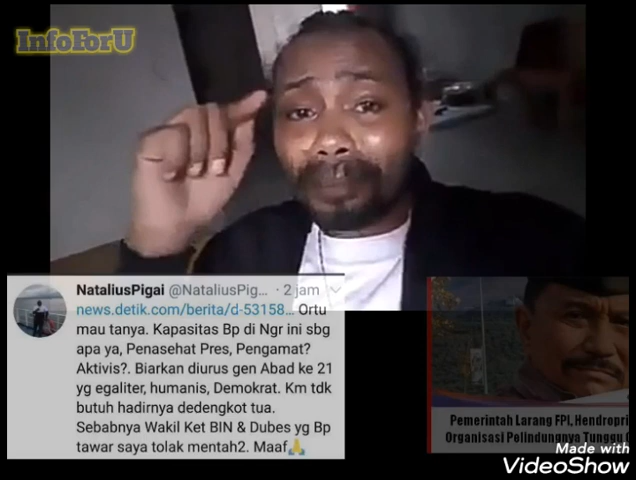 InfoForU
NataliusPigai @NataliusPig... · 2 jam
news.detik.com/berita/d-53158... Ortu
mau tanya. Kapasitas Bp di Ngr ini sbg
apa ya, Penasehat Pres, Pengamat?
Aktivis?. Biarkan diurus gen Abad ke 21
yg egaliter, humanis, Demokrat. Km tdk
butuh hadirnya dedengkot tua.
Sebabnya Wakil Ket BIN & Dubes yg Bp
tawar saya tolak mentah2. Maaf🙏
Pemerintah Larang FPI, Hendropri
Organisasi Pelindungnya Tunggu
Made with
VideoShow